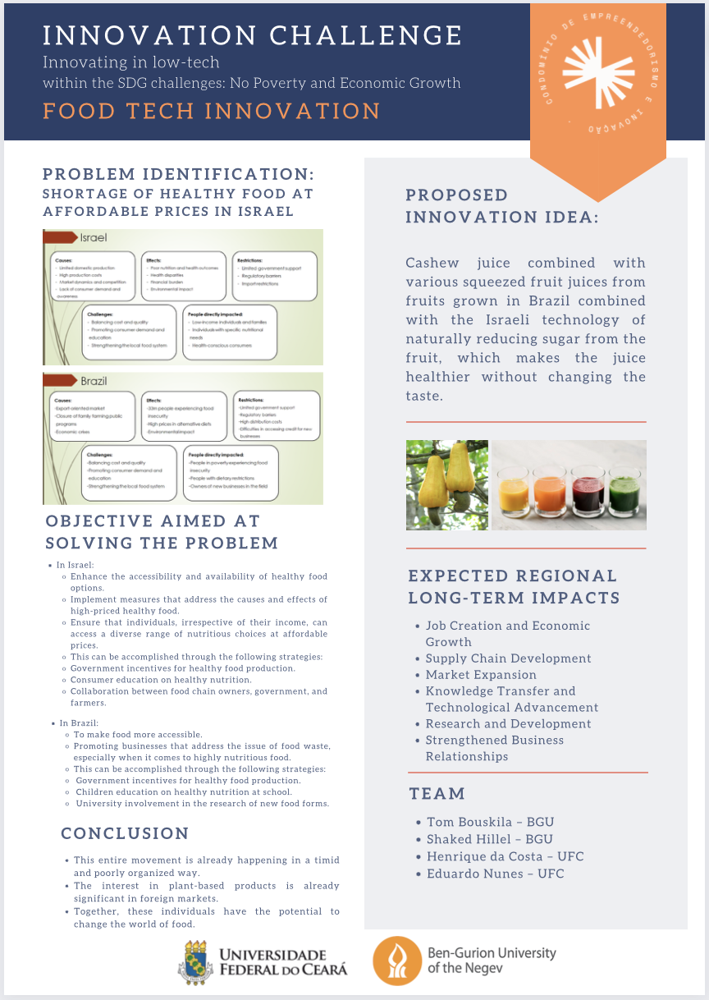 INNOVATION CHALLENGE
Innovating in low-tech
within the SDG challenges: No Poverty and Economic Growth
FOOD TECH INNOVATION
CONDOMÍNIO DE EMPREENDEDORISMO E INOVAÇÃO .
PROBLEM IDENTIFICATION:
SHORTAGE OF HEALTHY FOOD AT
AFFORDABLE PRICES IN ISRAEL
Israel
Causes:
- Limited domestic production
- High production costs
- Market dynamics and competition
- Lack of consumer demand and
awareness
Effects:
- Poor nutrition and health outcomes
- Health disparities
- Financial burden
- Environmental impact
Restrictions:
- Limited government support
- Regulatory barriers
- Import restrictions
Challenges:
- Balancing cost and quality
- Promoting consumer demand and
education
- Strengthening the local food system
People directly impacted:
- Low-income individuals and families
- Individuals with specific nutritional
needs
- Health-conscious consumers
Brazil
Causes:
-Export-oriented market
-Closure of family farming public
programs
-Economic crises
Effects:
-33m people experiencing food
insecurity
-High prices in alternative diets
-Environmental impact
Restrictions:
-Limited government support
-Regulatory barriers
-High distribution costs
-Difficulties in accessing credit for new
businesses
Challenges:
-Balancing cost and quality
-Promoting consumer demand and
education
-Strengthening the local food system
People directly impacted:
-People in poverty experiencing food
insecurity
-People with dietary restrictions
-Owners of new businesses in the field
OBJECTIVE AIMED AT
SOLVING THE PROBLEM
• In Israel:
◦ Enhance the accessibility and availability of healthy food
options.
◦ Implement measures that address the causes and effects of
high-priced healthy food.
◦ Ensure that individuals, irrespective of their income, can
access a diverse range of nutritious choices at affordable
prices.
◦ This can be accomplished through the following strategies:
◦ Government incentives for healthy food production.
◦ Consumer education on healthy nutrition.
◦ Collaboration between food chain owners, government, and
farmers.
• In Brazil:
◦ To make food more accessible.
◦ Promoting businesses that address the issue of food waste,
especially when it comes to highly nutritious food.
◦ This can be accomplished through the following strategies:
◦ Government incentives for healthy food production.
◦ Children education on healthy nutrition at school.
◦ University involvement in the research of new food forms.
CONCLUSION
• This entire movement is already happening in a timid
and poorly organized way.
• The interest in plant-based products is already
significant in foreign markets.
• Together, these individuals have the potential to
change the world of food.
PROPOSED
INNOVATION IDEA:
Cashew juice combined with
various squeezed fruit juices from
fruits grown in Brazil combined
with the Israeli technology of
naturally reducing sugar from the
fruit, which makes the juice
healthier without changing the
taste.
EXPECTED REGIONAL
LONG-TERM IMPACTS
• Job Creation and Economic
Growth
• Supply Chain Development
• Market Expansion
• Knowledge Transfer and
Technological Advancement
• Research and Development
• Strengthened Business
Relationships
TEAM
• Tom Bouskila – BGU
• Shaked Hillel – BGU
• Henrique da Costa – UFC
• Eduardo Nunes – UFC
UNIVERSIDADE
FEDERAL DO CEARÁ
Ben-Gurion University
of the Negev